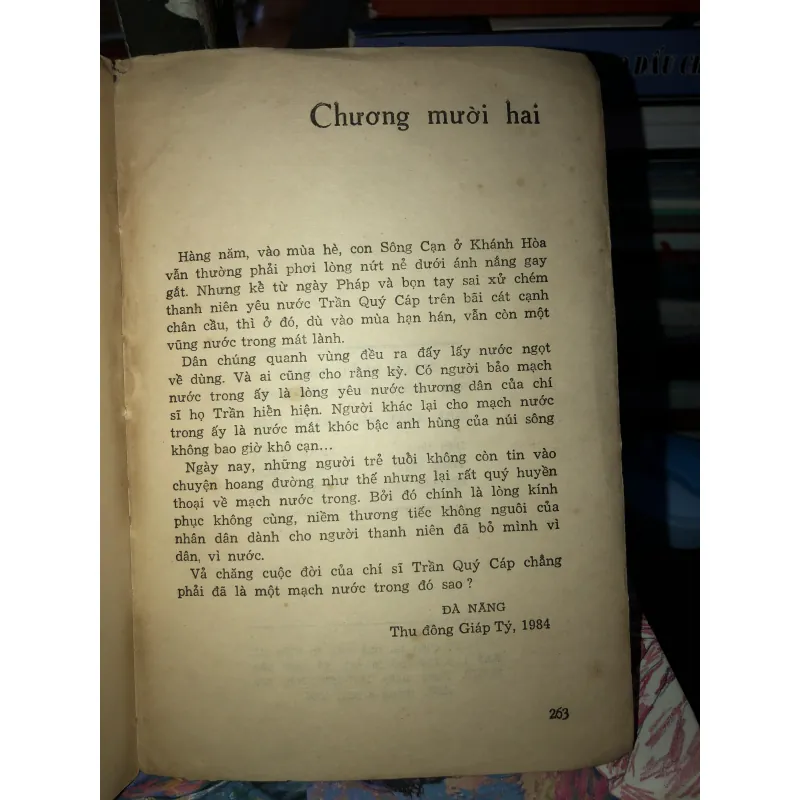 DẤU
Chương mười hai
Hàng năm, vào mùa hè, con Sông Cạn ở Khánh Hòa
vẫn thường phải phơi lòng nứt nẻ dưới ánh nắng gay
gắt. Nhưng kể từ ngày Pháp và bọn tay sai xử chém
thanh niên yêu nước Trần Quý Cáp trên bãi cát cạnh
chân cầu, thì ở đó, dù vào mùa hạn hán, vẫn còn một
vũng nước trong mát lành.
Dân chúng quanh vùng đều ra đấy lấy nước ngọt
về dùng. Và ai cũng cho rằng kỳ. Có người bảo mạch
nước trong ấy là lòng yêu nước thương dân của chí
sĩ họ Trần hiển hiện. Người khác lại cho mạch nước
trong ấy là nước mắt khóc bậc anh hùng của núi sông
không bao giờ khô cạn...
Ngày nay, những người trẻ tuổi không còn tin vào
chuyện hoang đường như thế nhưng lại rất quý huyền
thoại về mạch nước trong. Bởi đó chính là lòng kính
phục không cùng, niềm thương tiếc không nguôi của
nhân dân dành cho người thanh niên đã bỏ mình vì
dân, vì nước.
Vả chăng cuộc đời của chí sĩ Trần Quý Cáp chẳng
phải đã là một mạch nước trong đó sao?
ĐÀ NẴNG
Thu đông Giáp Tý, 1984
263